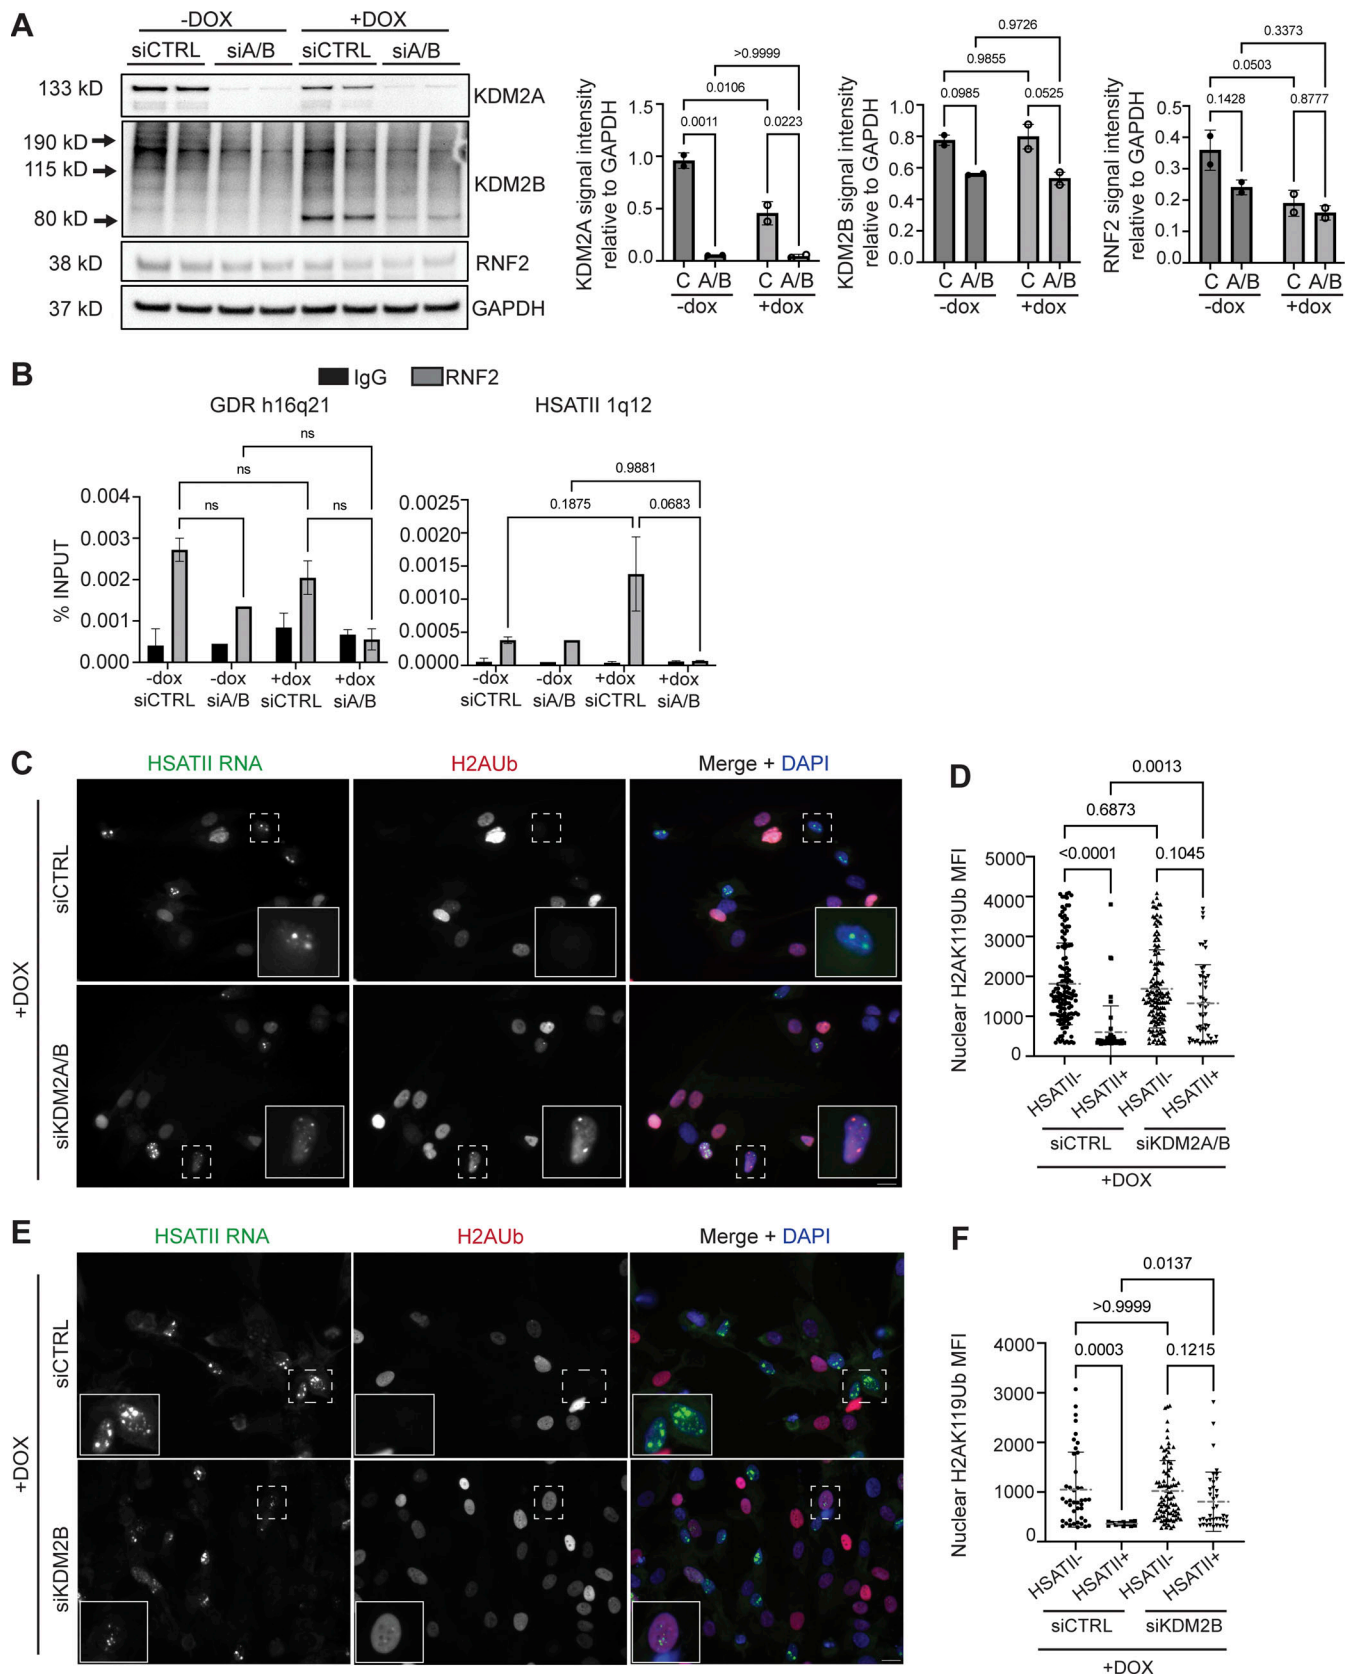 A
-DOX
+DOX
siCTRL
siA/B
siCTRL
siA/B
133 kD
KDM2A
190 kD
115 kD
KDM2B
80 kD
38 kD
RNF2
37 kD
GAPDH
KDM2A signal intensity
relative to GAPDH
>0.9999
0.0106
0.0011
0.0223
1.5
1.0
0.5
0.0
C A/B
C A/B
-dox
+dox
KDM2B signal intensity
relative to GAPDH
0.9726
0.9855
0.0985
0.0525
1.0
0.8
0.6
0.4
0.2
0.0
C A/B
C A/B
-dox
+dox
RNF2 signal intensity
relative to GAPDH
0.3373
0.0503
0.1428
0.8777
0.5
0.4
0.3
0.2
0.1
0.0
C A/B
C A/B
-dox
+dox
B
IgG
RNF2
GDR h16q21
ns
ns
ns
ns
% INPUT
0.004
0.003
0.002
0.001
0.000
-dox
-dox
+dox
+dox
siCTRL
siA/B
siCTRL
siA/B
HSATII 1q12
0.9881
0.1875
0.0683
0.0025
0.0020
0.0015
0.0010
0.0005
0.0000
-dox
-dox
+dox
+dox
siCTRL
siA/B
siCTRL
siA/B
C
HSATII RNA
H2AUb
Merge + DAPI
+DOX
siCTRL
siKDM2A/B
D
0.0013
0.6873
<0.0001
0.1045
Nuclear H2AK119Ub MFI
5000
4000
3000
2000
1000
0
HSATII-
HSATII+
HSATII-
HSATII+
siCTRL
siKDM2A/B
+DOX
E
HSATII RNA
H2AUb
Merge + DAPI
+DOX
siCTRL
siKDM2B
F
0.0137
>0.9999
0.0003
0.1215
Nuclear H2AK119Ub MFI
4000
3000
2000
1000
0
HSATII-
HSATII+
HSATII-
HSATII+
siCTRL
siKDM2B
+DOX